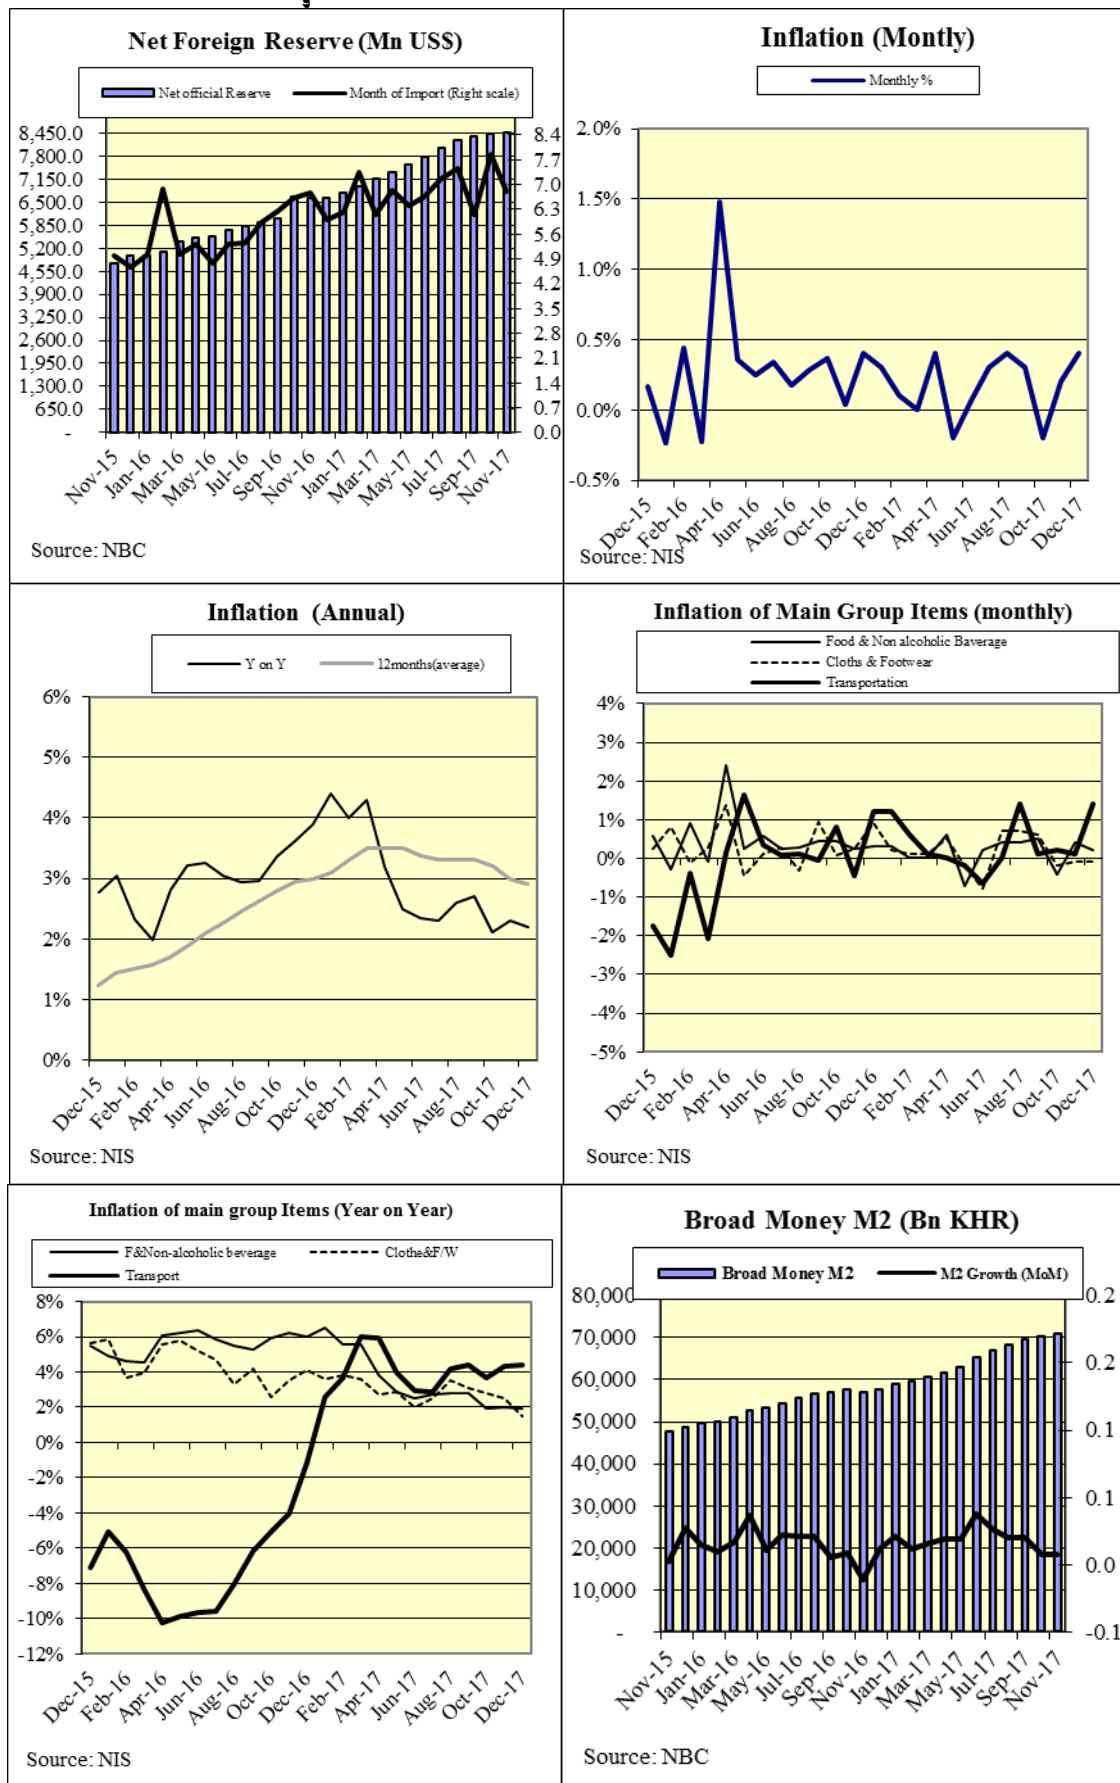 Net Foreign Reserve (Mn US$)
Net official Reserve
Month of Import (Right scale)
8,450.0
7,800.0
7,150.0
6,500.0
5,850.0
5,200.0
4,550.0
3,900.0
3,250.0
2,600.0
1,950.0
1,300.0
650.0
-
8.4
7.7
7.0
6.3
5.6
4.9
4.2
3.5
2.8
2.1
1.4
0.7
0.0
Nov-15
Jan-16
Mar-16
May-16
Jul-16
Sep-16
Nov-16
Jan-17
Mar-17
May-17
Jul-17
Sep-17
Nov-17
Source: NBC
Inflation (Montly)
Monthly %
2.0%
1.5%
1.0%
0.5%
0.0%
-0.5%
Dec-15
Feb-16
Apr-16
Jun-16
Aug-16
Oct-16
Dec-16
Feb-17
Apr-17
Jun-17
Aug-17
Oct-17
Dec-17
Source: NIS
Inflation (Annual)
Y on Y
12months(average)
6%
5%
4%
3%
2%
1%
0%
Dec-15
Feb-16
Apr-16
Jun-16
Aug-16
Oct-16
Dec-16
Feb-17
Apr-17
Jun-17
Aug-17
Oct-17
Dec-17
Source: NIS
Inflation of Main Group Items (monthly)
Food & Non alcoholic Baverage
Cloths & Footwear
Transportation
4%
3%
2%
1%
0%
-1%
-2%
-3%
-4%
-5%
Dec-15
Feb-16
Apr-16
Jun-16
Aug-16
Oct-16
Dec-16
Feb-17
Apr-17
Jun-17
Aug-17
Oct-17
Dec-17
Source: NIS
Inflation of main group Items (Year on Year)
F&Non-alcoholic beverage
Clothe&F/W
Transport
8%
6%
4%
2%
0%
-2%
-4%
-6%
-8%
-10%
-12%
Dec-15
Feb-16
Apr-16
Jun-16
Aug-16
Oct-16
Dec-16
Feb-17
Apr-17
Jun-17
Aug-17
Oct-17
Dec-17
Source: NIS
Broad Money M2 (Bn KHR)
Broad Money M2
M2 Growth (MoM)
80,000
70,000
60,000
50,000
40,000
30,000
20,000
10,000
-
0.2
0.2
0.1
0.1
0.0
-0.1
Nov-15
Jan-16
Mar-16
May-16
Jul-16
Sep-16
Nov-16
Jan-17
Mar-17
May-17
Jul-17
Sep-17
Nov-17
Source: NBC